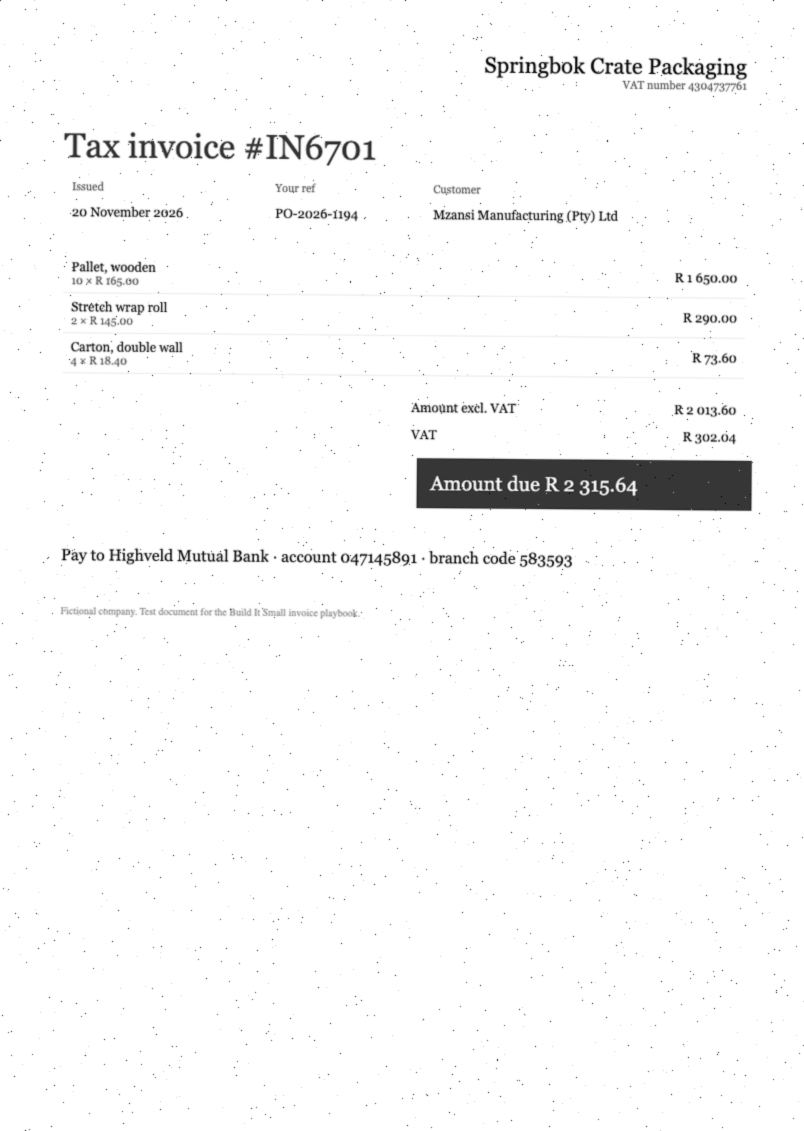 Springbok Crate Packaging
VAT number 4304737761
Tax invoice #IN6701
Issued
Your ref
Customer
20 November 2026
PO-2026-1194
Mzansi Manufacturing (Pty) Ltd
Pallet, wooden
10 × R 165.00
R 1 650.00
Stretch wrap roll
2 × R 145.00
R 290.00
Carton, double wall
4 × R 18.40
R 73.60
Amount excl. VAT
R 2 013.60
VAT
R 302.04
Amount due R 2 315.64
Pay to Highveld Mutual Bank · account 047145891 · branch code 583593
Fictional company. Test document for the Build It Small invoice playbook.